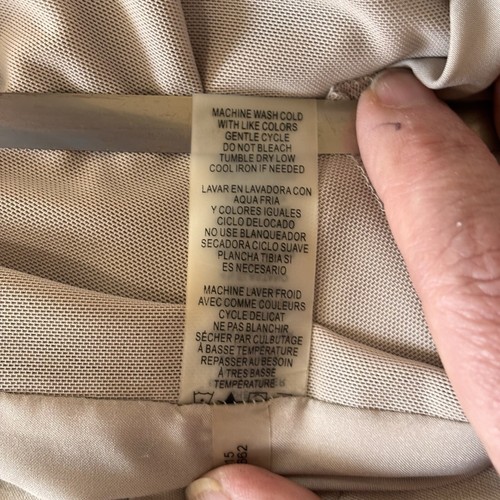 MACHINE WASH COLD
WITH LIKE COLORS
GENTLE CYCLE
DO NOT BLEACH
TUMBLE DRY LOW
COOL IRON IF NEEDED
LAVAR EN LAVADORA CON
AQUA FRIA
Y COLORES IGUALES
CICLO DELOCADO
NO USE BLANQUEADOR
SECADORA CICLO SUAVE
PLANCHA TIBIA SI
ES NECESARIO
MACHINE LAVER FROID
AVEC COMME COULEURS
CYCLE DELICAT
NE PAS BLANCHIR
SÉCHER PAR CULBUTAGE
À BASSE TEMPÉRATURE
REPASSER AU BESOIN
À TRES BASSE
TEMPÉRATURE